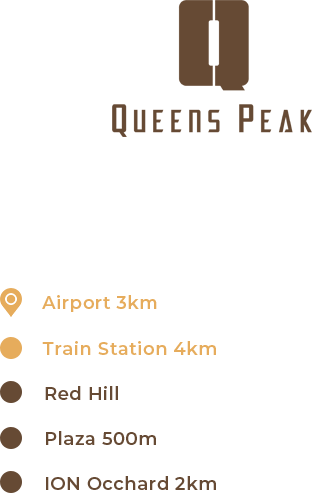 QUEENS PEAK
Airport 3km
Train Station 4km
Red Hill
Plaza 500m
ION Occhard 2km